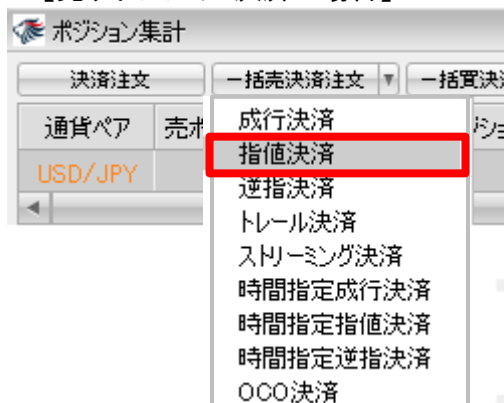 ポジション集計
決済注文 一括売決済注文 一括買決
通貨ペア 売
USD/JPY
成行決済
指値決済
逆指決済
トレール決済
ストリーミング決済
時間指定成行決済
時間指定指値決済
時間指定逆指決済
OCO決済